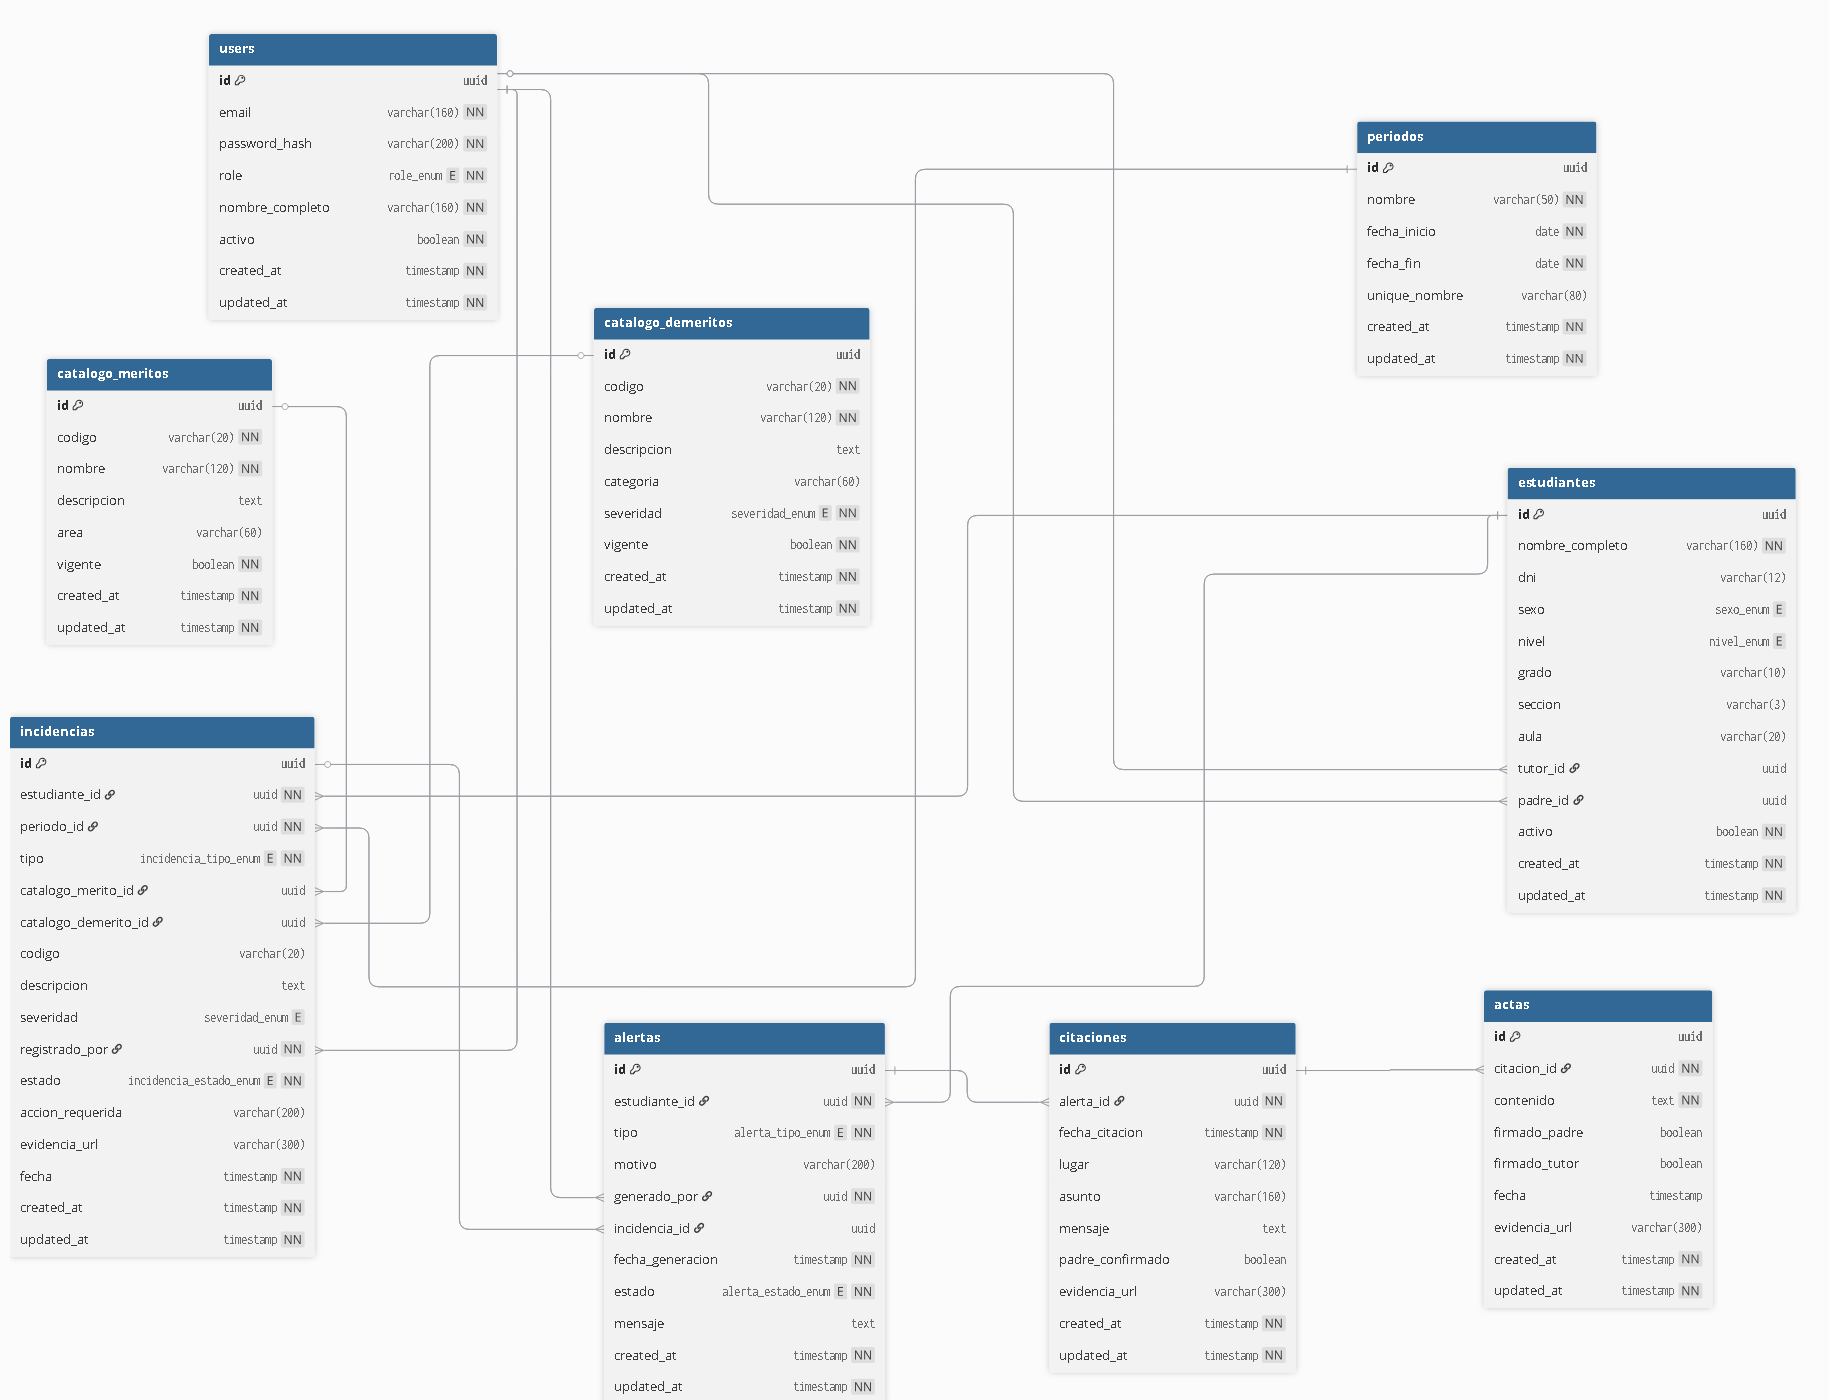 users
id uuid
email varchar(160) NN
password_hash varchar(200) NN
role role_enum E NN
nombre_completo varchar(160) NN
activo boolean NN
created_at timestamp NN
updated_at timestamp NN
periodos
id uuid
nombre varchar(50) NN
fecha_inicio date NN
fecha_fin date NN
unique_nombre varchar(80)
created_at timestamp NN
updated_at timestamp NN
catalogo_demeritos
id uuid
codigo varchar(20) NN
nombre varchar(120) NN
descripcion text
categoria varchar(60)
severidad severidad_enum E NN
vigente boolean NN
created_at timestamp NN
updated_at timestamp NN
catalogo_meritos
id uuid
codigo varchar(20) NN
nombre varchar(120) NN
descripcion text
area varchar(60)
vigente boolean NN
created_at timestamp NN
updated_at timestamp NN
estudiantes
id uuid
nombre_completo varchar(160) NN
dni varchar(12)
sexo sexo_enum E
nivel nivel_enum E
grado varchar(10)
seccion varchar(3)
aula varchar(20)
tutor_id uuid
padre_id uuid
activo boolean NN
created_at timestamp NN
updated_at timestamp NN
incidencias
id uuid
estudiante_id uuid NN
periodo_id uuid NN
tipo incidencia_tipo_enum E NN
catalogo_merito_id uuid
catalogo_demerito_id uuid
codigo varchar(20)
descripcion text
severidad severidad_enum E
registrado_por uuid NN
estado incidencia_estado_enum E NN
accion_requerida varchar(200)
evidencia_url varchar(300)
fecha timestamp NN
created_at timestamp NN
updated_at timestamp NN
alertas
id uuid
estudiante_id uuid NN
tipo alerta_tipo_enum E NN
motivo varchar(200)
generado_por uuid NN
incidencia_id uuid
fecha_generacion timestamp NN
estado alerta_estado_enum E NN
mensaje text
created_at timestamp NN
updated_at timestamp NN
citaciones
id uuid
alerta_id uuid NN
fecha_citacion timestamp NN
lugar varchar(120)
asunto varchar(160)
mensaje text
padre_confirmado boolean
evidencia_url varchar(300)
created_at timestamp NN
updated_at timestamp NN
actas
id uuid
citacion_id uuid NN
contenido text NN
firmado_padre boolean
firmado_tutor boolean
fecha timestamp
evidencia_url varchar(300)
created_at timestamp NN
updated_at timestamp NN